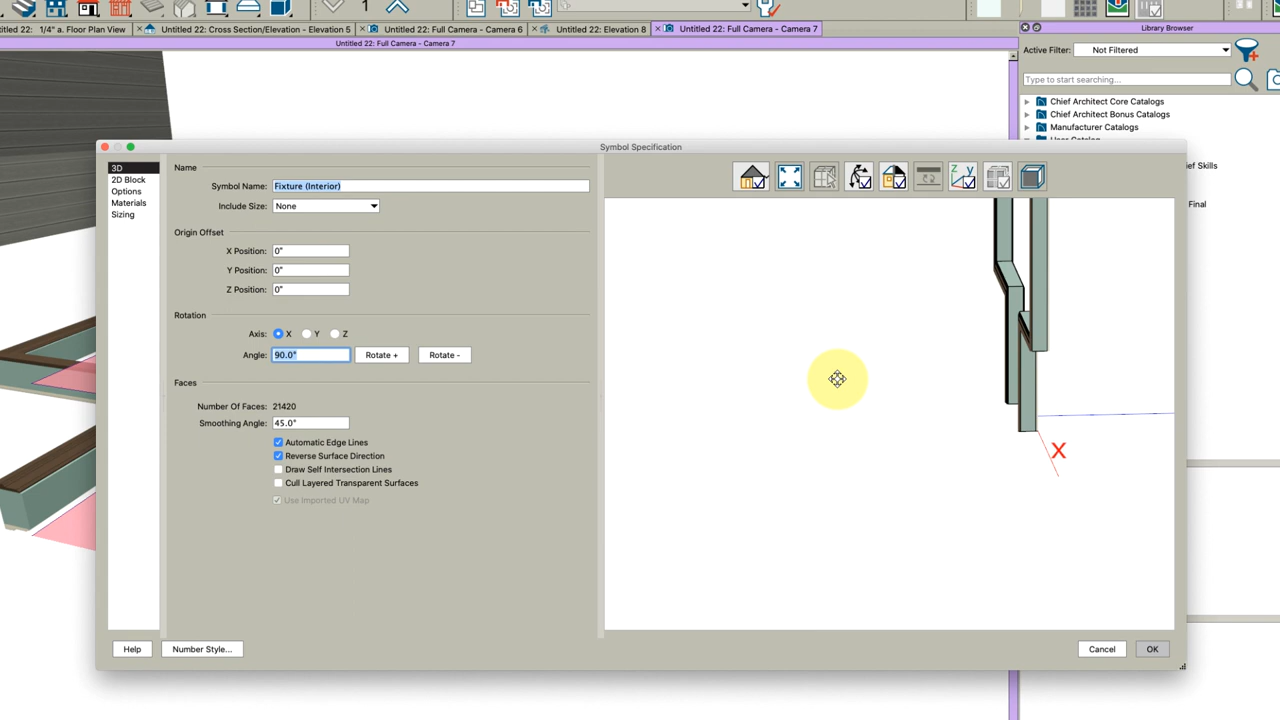 1
Untitled 22: 1/4" a. Floor Plan View
Untitled 22: Cross Section/Elevation - Elevation 5
Untitled 22: Full Camera - Camera 6
Untitled 22: Elevation 8
Untitled 22: Full Camera - Camera 7
Untitled 22: Full Camera - Camera 7
Library Browser
Active Filter: Not Filtered
Type to start searching...
Chief Architect Core Catalogs
Chief Architect Bonus Catalogs
Manufacturer Catalogs
ief Skills
Final
Symbol Specification
3D
2D Block
Options
Materials
Sizing
Name
Symbol Name: Fixture (Interior)
Include Size: None
Origin Offset
X Position: 0"
Y Position: 0"
Z Position: 0"
Rotation
Axis: X Y Z
Angle: 90.0° Rotate + Rotate -
Faces
Number Of Faces: 21420
Smoothing Angle: 45.0°
Automatic Edge Lines
Reverse Surface Direction
Draw Self Intersection Lines
Cull Layered Transparent Surfaces
Use Imported UV Map
X
Help Number Style... Cancel OK